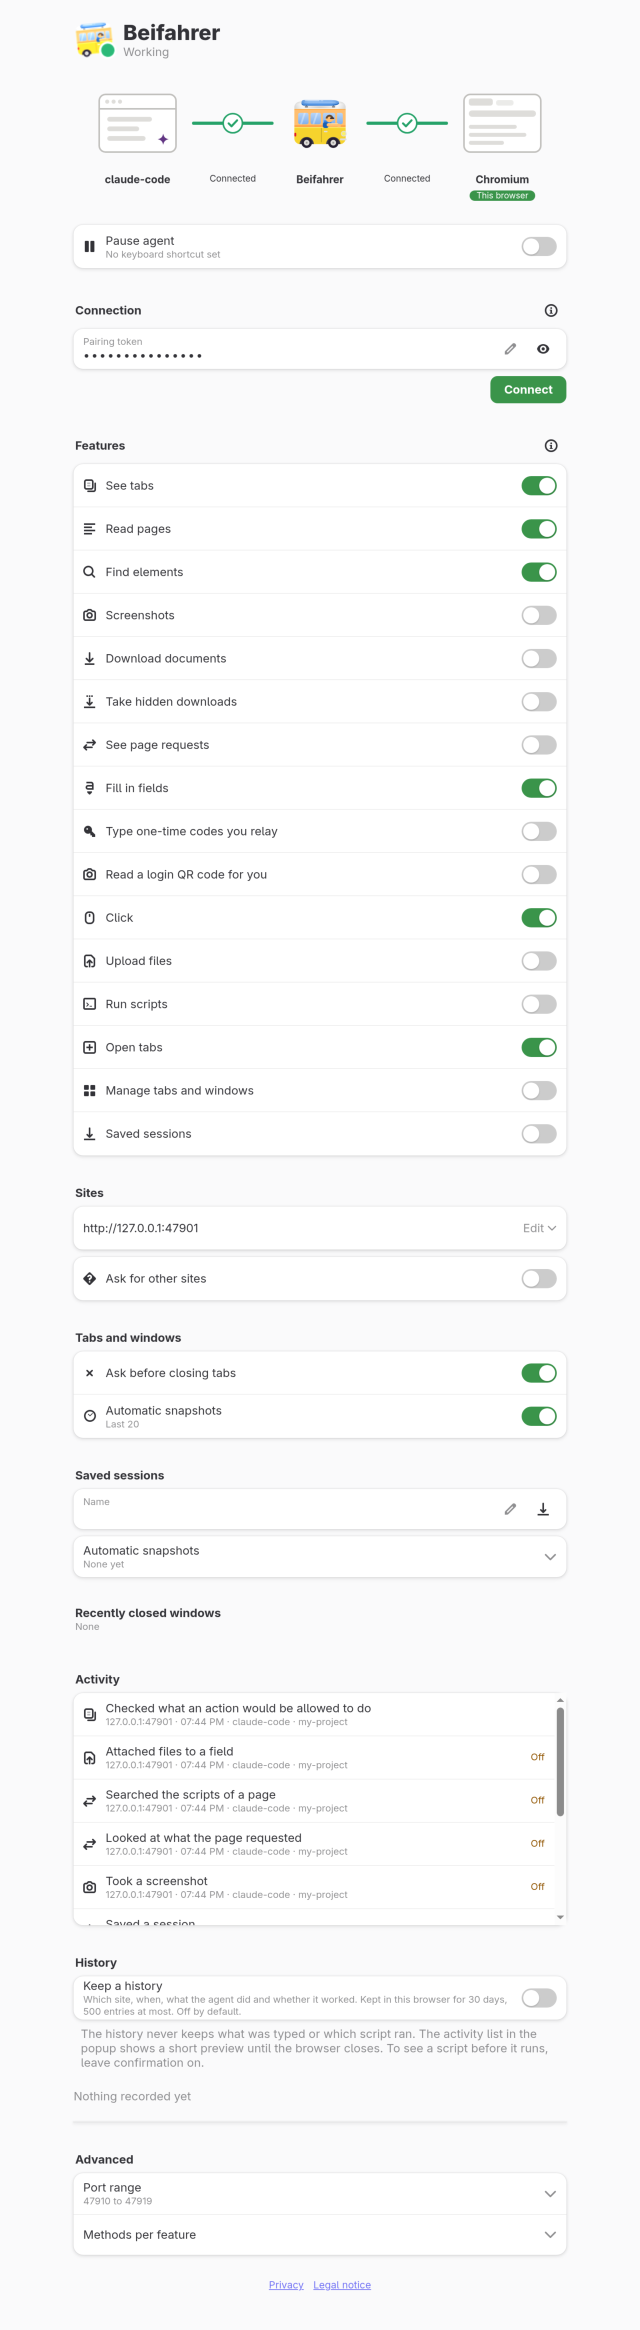 Beifahrer
Working
claude-code
Connected
Beifahrer
Connected
Chromium
This browser
Pause agent
No keyboard shortcut set
Connection
Pairing token
•••••••••••••••
Connect
Features
See tabs
Read pages
Find elements
Screenshots
Download documents
Take hidden downloads
See page requests
Fill in fields
Type one-time codes you relay
Read a login QR code for you
Click
Upload files
Run scripts
Open tabs
Manage tabs and windows
Saved sessions
Sites
http://127.0.0.1:47901
Edit
Ask for other sites
Tabs and windows
Ask before closing tabs
Automatic snapshots
Last 20
Saved sessions
Name
Automatic snapshots
None yet
Recently closed windows
None
Activity
Checked what an action would be allowed to do
127.0.0.1:47901 · 07:44 PM · claude-code · my-project
Attached files to a field
127.0.0.1:47901 · 07:44 PM · claude-code · my-project
Off
Searched the scripts of a page
127.0.0.1:47901 · 07:44 PM · claude-code · my-project
Off
Looked at what the page requested
127.0.0.1:47901 · 07:44 PM · claude-code · my-project
Off
Took a screenshot
127.0.0.1:47901 · 07:44 PM · claude-code · my-project
Off
Saved a session
History
Keep a history
Which site, when, what the agent did and whether it worked. Kept in this browser for 30 days,
500 entries at most. Off by default.
The history never keeps what was typed or which script ran. The activity list in the
popup shows a short preview until the browser closes. To see a script before it runs,
leave confirmation on.
Nothing recorded yet
Advanced
Port range
47910 to 47919
Methods per feature
Privacy Legal notice